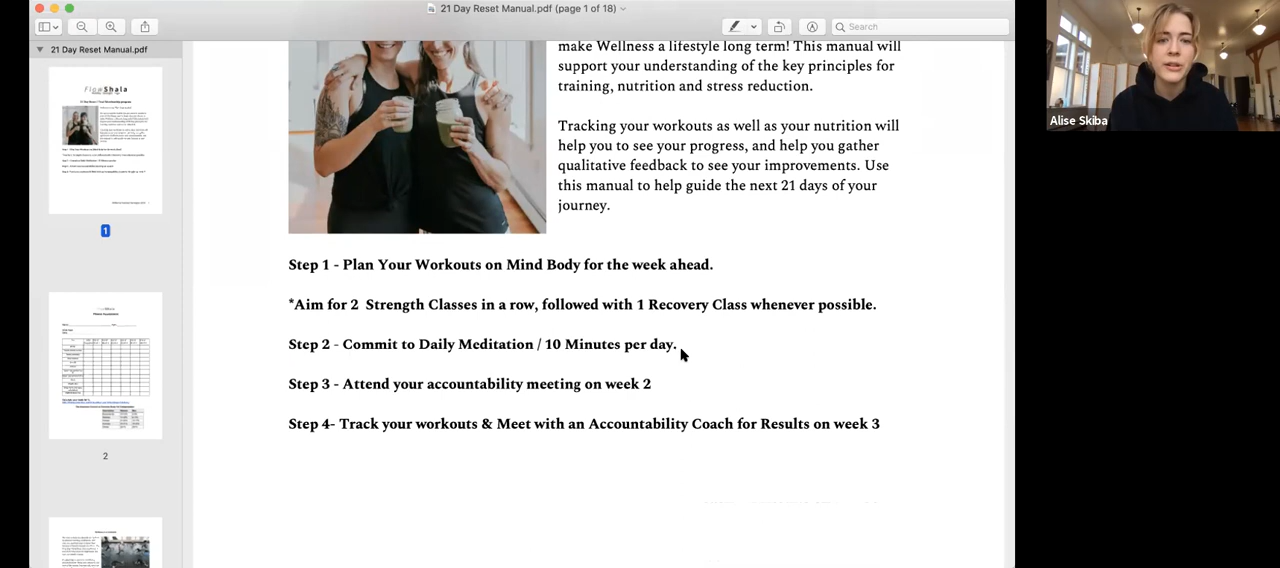 21 Day Reset Manual.pdf (page 1 of 18)
Search
21 Day Reset Manual.pdf
FlowShala
1
2
make Wellness a lifestyle long term! This manual will
support your understanding of the key principles for
training, nutrition and stress reduction.
Tracking your workouts as well as your nutrition will
help you to see your progress, and help you gather
qualitative feedback to see your improvements. Use
this manual to help guide the next 21 days of your
journey.
Step 1 - Plan Your Workouts on Mind Body for the week ahead.
*Aim for 2 Strength Classes in a row, followed with 1 Recovery Class whenever possible.
Step 2 - Commit to Daily Meditation / 10 Minutes per day.
Step 3 - Attend your accountability meeting on week 2
Step 4- Track your workouts & Meet with an Accountability Coach for Results on week 3
Alise Skiba